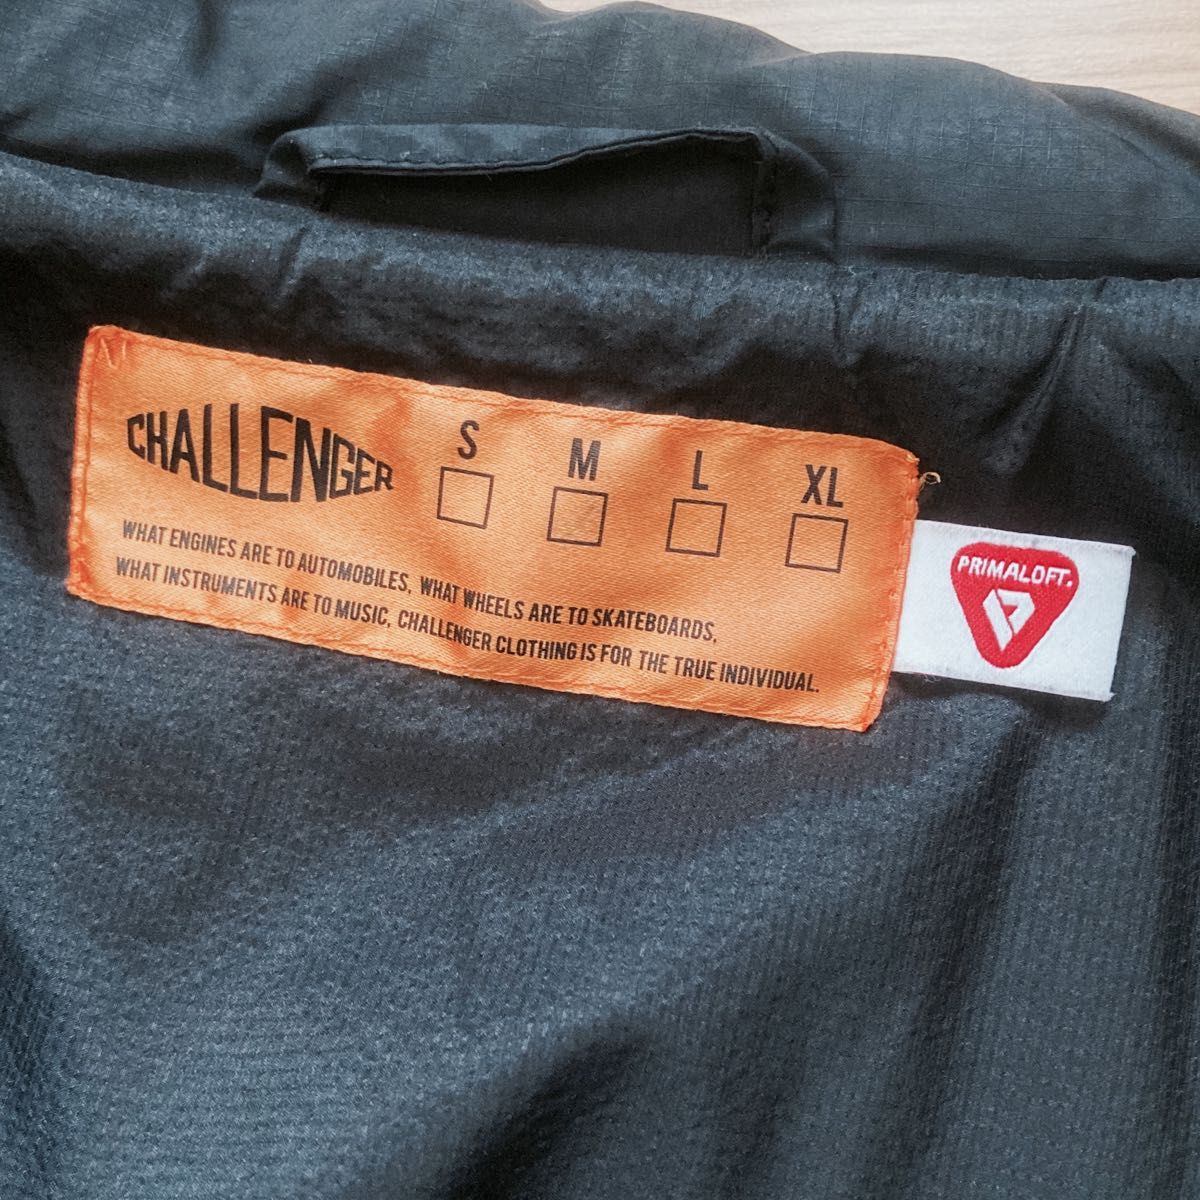 CHALLENGER
S M L XL
WHAT ENGINES ARE TO AUTOMOBILES, WHAT WHEELS ARE TO SKATEBOARDS,
WHAT INSTRUMENTS ARE TO MUSIC, CHALLENGER CLOTHING IS FOR THE TRUE INDIVIDUAL.
PRIMALOFT.